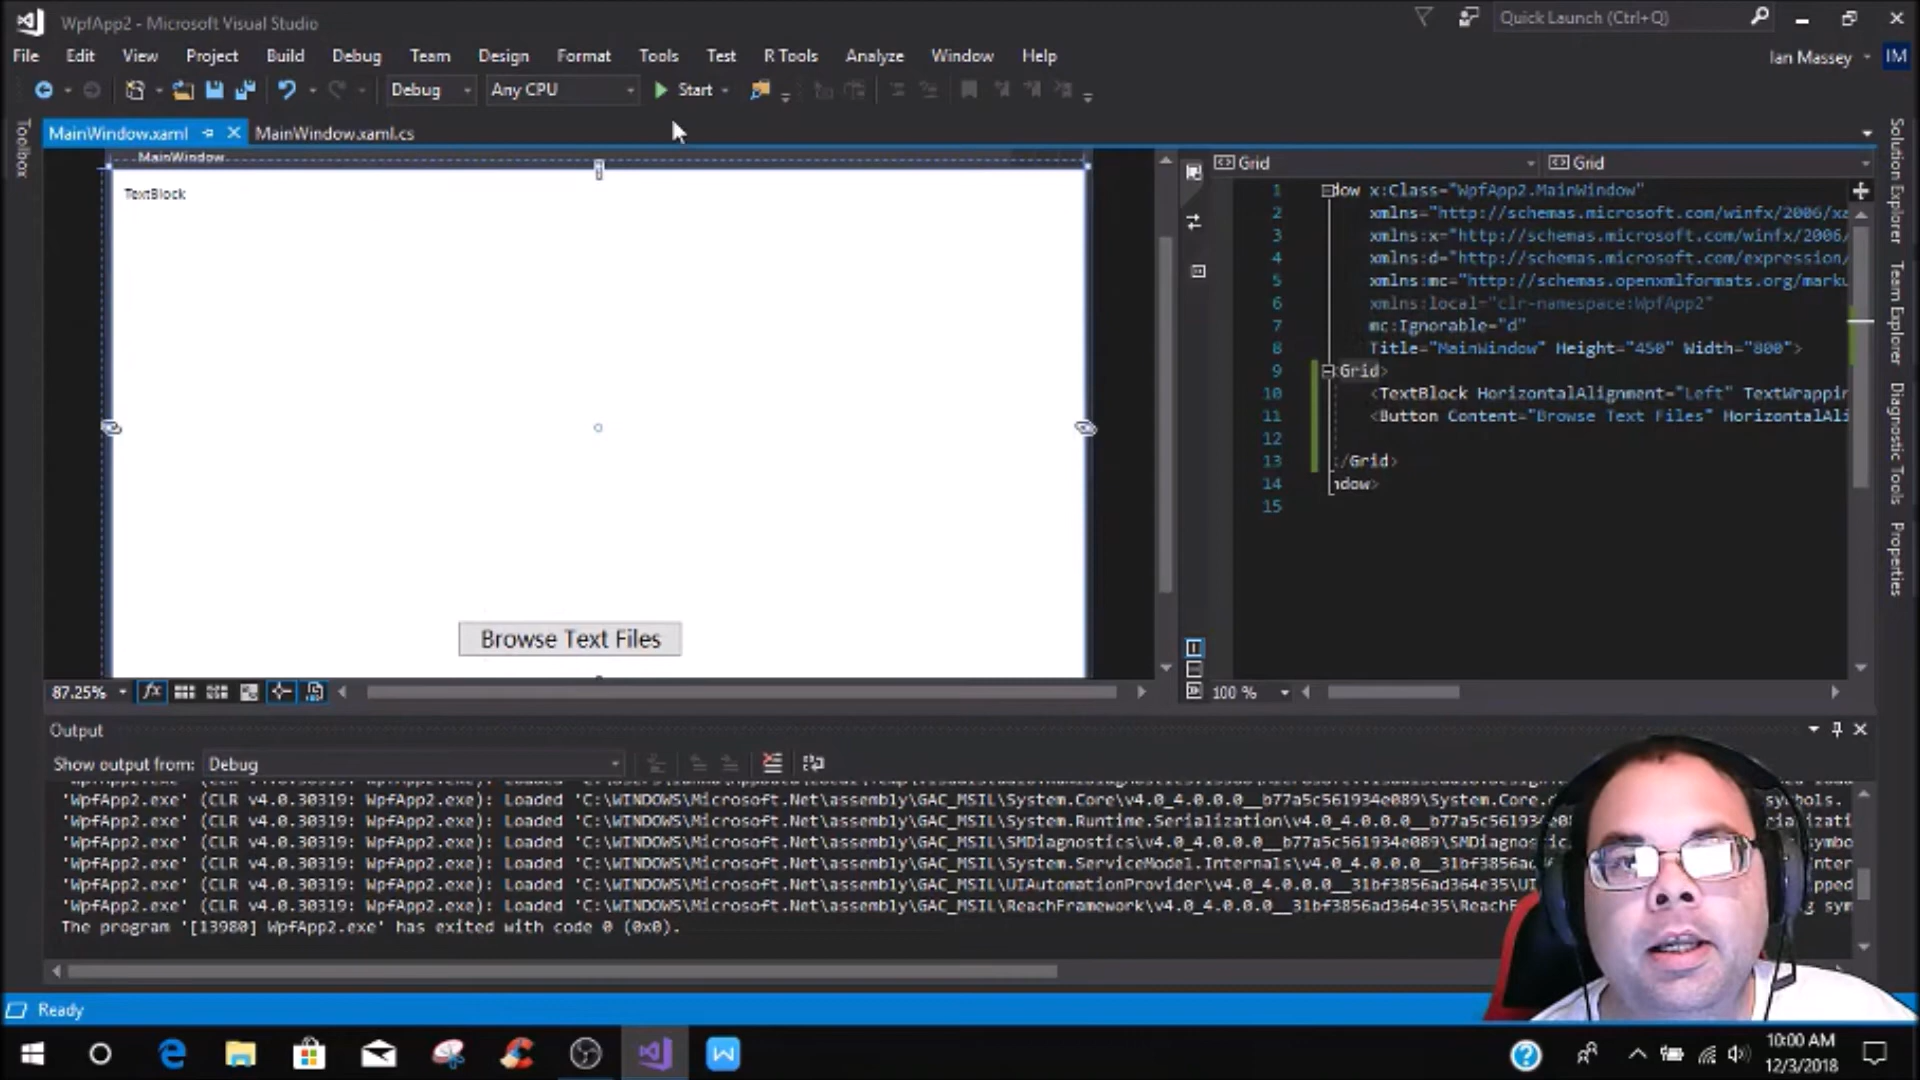 WpfApp2 - Microsoft Visual Studio
Quick Launch (Ctrl+Q)
File Edit View Project Build Debug Team Design Format Tools Test R Tools Analyze Window Help
Ian Massey IM
Debug Any CPU Start
MainWindow.xaml MainWindow.xaml.cs
Toolbox
MainWindow
TextBlock
Browse Text Files
87.25%
Grid Grid
1 dow x:Class="WpfApp2.MainWindow"
2 xmlns="http://schemas.microsoft.com/winfx/2006/xa
3 xmlns:x="http://schemas.microsoft.com/winfx/2006/
4 xmlns:d="http://schemas.microsoft.com/expression/
5 xmlns:mc="http://schemas.openxmlformats.org/marku
6 xmlns:local="clr-namespace:WpfApp2"
7 mc:Ignorable="d"
8 Title="MainWindow" Height="450" Width="800">
9 Grid>
10 <TextBlock HorizontalAlignment="Left" TextWrappin
11 <Button Content="Browse Text Files" HorizontalAli
12
13 /Grid>
14 ndow>
15
100 %
Solution Explorer
Team Explorer
Diagnostic Tools
Properties
Output
Show output from: Debug
'WpfApp2.exe' (CLR v4.0.30319: WpfApp2.exe): Loaded 'C:\WINDOWS\Microsoft.Net\assembly\GAC_MSIL\System.Core\v4.0_4.0.0.0__b77a5c561934e089\System.Core. symbols.
'WpfApp2.exe' (CLR v4.0.30319: WpfApp2.exe): Loaded 'C:\WINDOWS\Microsoft.Net\assembly\GAC_MSIL\System.Runtime.Serialization\v4.0_4.0.0.0__b77a5c561934e08 rializati
'WpfApp2.exe' (CLR v4.0.30319: WpfApp2.exe): Loaded 'C:\WINDOWS\Microsoft.Net\assembly\GAC_MSIL\SMDiagnostics\v4.0_4.0.0.0__b77a5c561934e089\SMDiagnos symbo
'WpfApp2.exe' (CLR v4.0.30319: WpfApp2.exe): Loaded 'C:\WINDOWS\Microsoft.Net\assembly\GAC_MSIL\System.ServiceModel.Internals\v4.0_4.0.0.0__31bf3856ad nter
'WpfApp2.exe' (CLR v4.0.30319: WpfApp2.exe): Loaded 'C:\WINDOWS\Microsoft.Net\assembly\GAC_MSIL\UIAutomationProvider\v4.0_4.0.0.0__31bf3856ad364e35\UI pped
'WpfApp2.exe' (CLR v4.0.30319: WpfApp2.exe): Loaded 'C:\WINDOWS\Microsoft.Net\assembly\GAC_MSIL\ReachFramework\v4.0_4.0.0.0__31bf3856ad364e35\ReachF g sym
The program '[13980] WpfApp2.exe' has exited with code 0 (0x0).
Ready
10:00 AM
12/3/2018